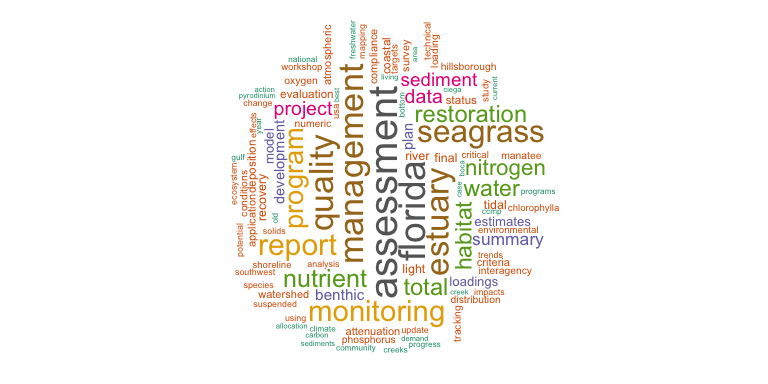 freshwater
mapping
technical
area
national
workshop
atmospheric
compliance
coastal
targets
survey
loading
hillsborough
oxygen
living
sediment
action
pyrodinium
change
evaluation
project
usa
best
management
assessment
bottom
data
ciega
status
study
current
restoration
effects
year
model
numeric
quality
plan
seagrass
gulf
development
program
florida
river
final
critical
manatee
boca
nitrogen
ecosystem
conditions
deposition
application
recovery
estuary
case
water
programs
old
habitat
tidal
ccmp
chlorophylla
potential
solids
estimates
environmental
report
summary
shoreline
analysis
light
trends
criteria
interagency
southwest
nutrient
total
loadings
species
watershed
benthic
creek
impacts
distribution
suspended
monitoring
using
allocation
climate
carbon
sediments
attenuation
update
phosphorus
demand
progress
community
creeks
tracking